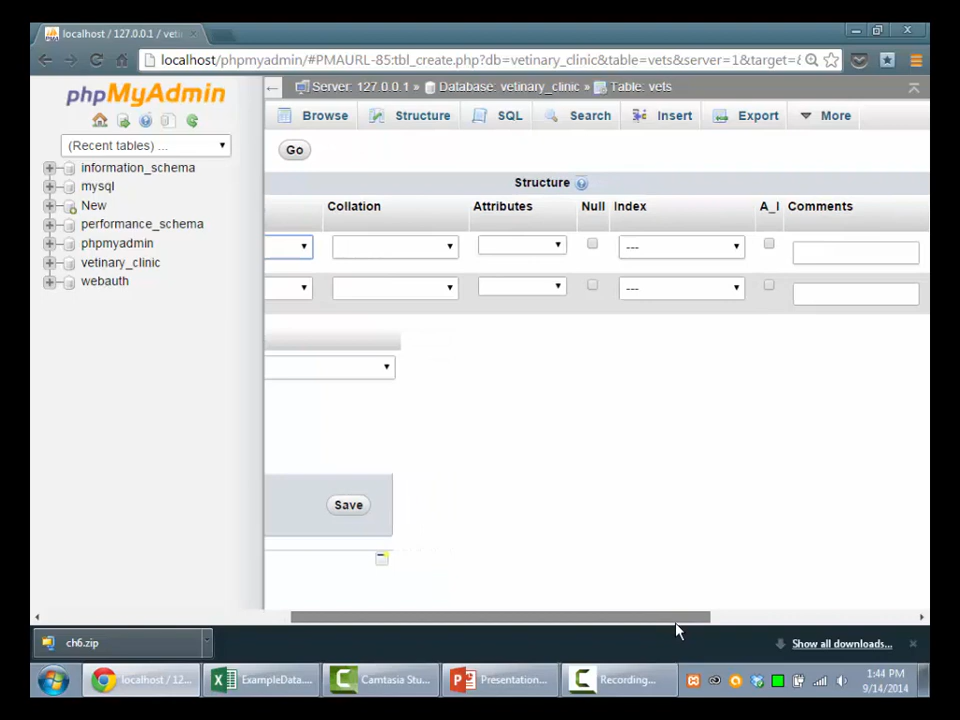 localhost / 127.0.0.1 / veti
localhost/phpmyadmin/#PMAURL-85:tbl_create.php?db=vetinary_clinic&table=vets&server=1&target=&
phpMyAdmin
Server: 127.0.0.1 » Database: vetinary_clinic » Table: vets
Browse Structure SQL Search Insert Export More
(Recent tables) ...
Go
information_schema
mysql
New
performance_schema
phpmyadmin
vetinary_clinic
webauth
Structure
Collation Attributes Null Index A_I Comments
---
---
Save
ch6.zip
Show all downloads...
localhost / 12... ExampleData.... Camtasia Stu... Presentation... Recording...
1:44 PM
9/14/2014